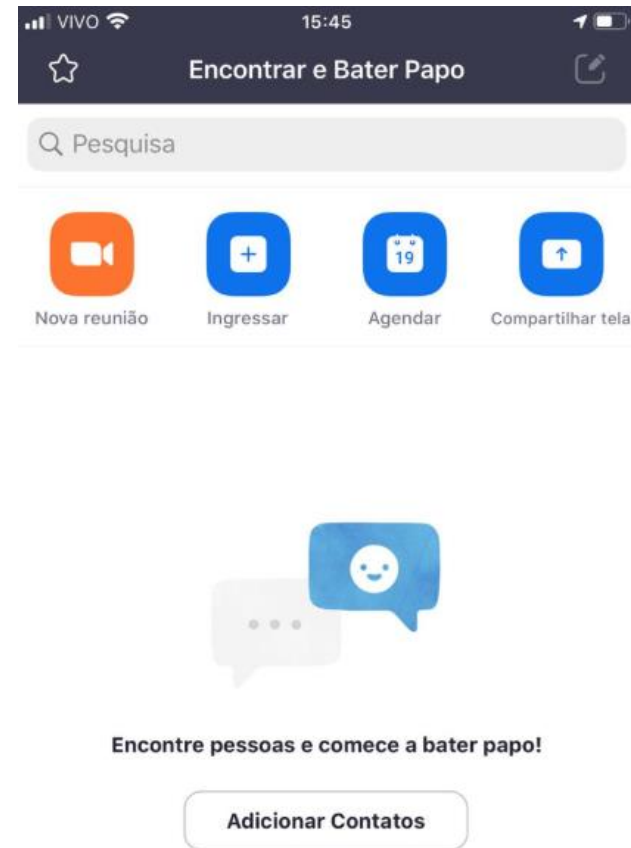 VIVO 15:45
Encontrar e Bater Papo
Pesquisa
19
Nova reunião Ingressar Agendar Compartilhar tela
Encontre pessoas e comece a bater papo!
Adicionar Contatos